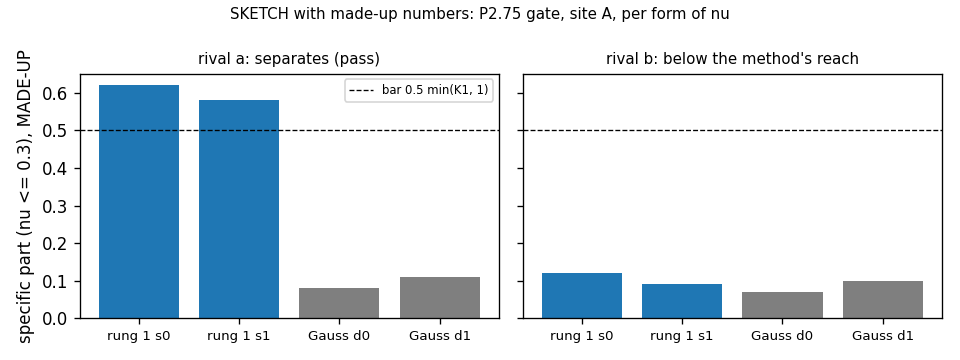 SKETCH with made-up numbers: P2.75 gate, site A, per form of nu
rival a: separates (pass)
rival b: below the method's reach
specific part (nu <= 0.3), MADE-UP
0.6
0.5
0.4
0.3
0.2
0.1
0.0
bar 0.5 min(K1, 1)
rung 1 s0
rung 1 s1
Gauss d0
Gauss d1
rung 1 s0
rung 1 s1
Gauss d0
Gauss d1